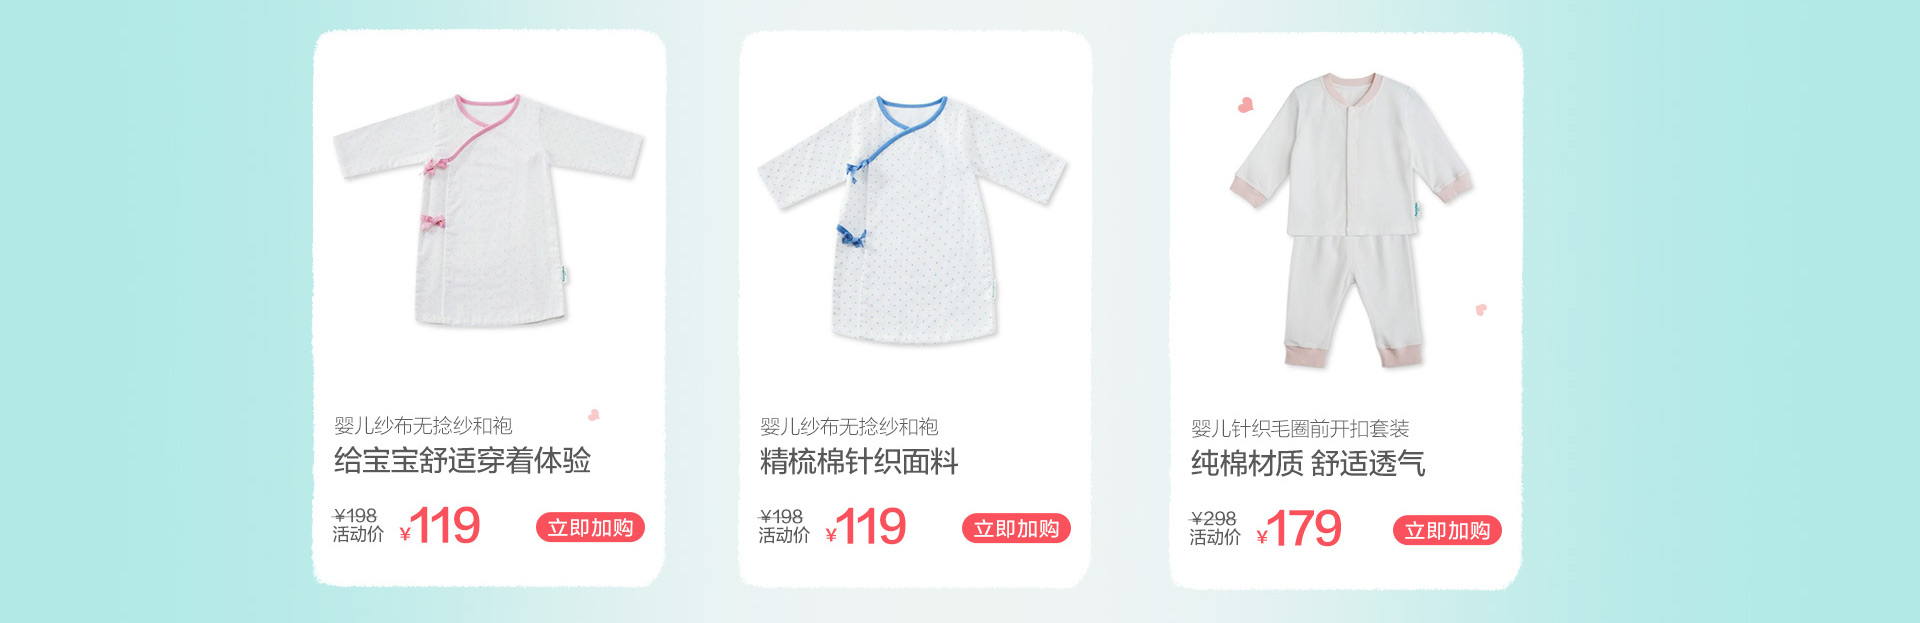 婴儿纱布无捻纱和袍
给宝宝舒适穿着体验
¥198
活动价 ¥119 立即加购
婴儿纱布无捻纱和袍
精梳棉针织面料
¥198
活动价 ¥119 立即加购
婴儿针织毛圈前开扣套装
纯棉材质 舒适透气
¥298
活动价 ¥179 立即加购